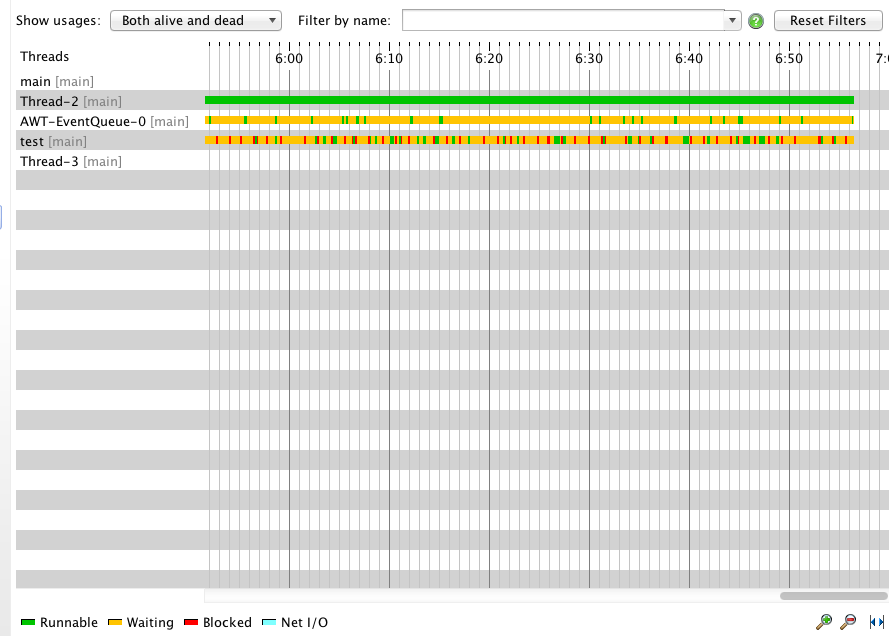 Show usages: Both alive and dead Filter by name: ? Reset Filters
Threads 6:00 6:10 6:20 6:30 6:40 6:50
main [main]
Thread-2 [main]
AWT-EventQueue-0 [main]
test [main]
Thread-3 [main]
Runnable Waiting Blocked Net I/O